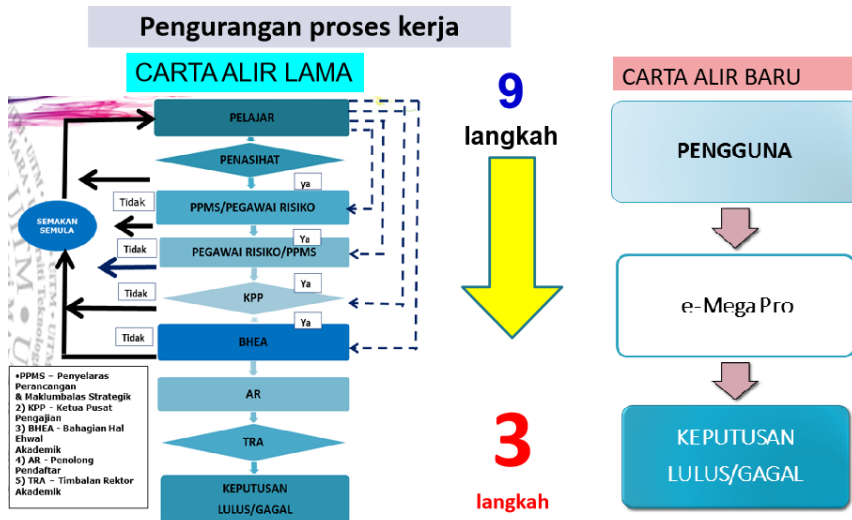 Pengurangan proses kerja
CARTA ALIR LAMA
PELAJAR
PENASIHAT
ya
Tidak
PPMS/PEGAWAI RISIKO
SEMAKAN
SEMULA
Ya
Tidak
PEGAWAI RISIKO/PPMS
Ya
Tidak
KPP
Ya
Tidak
BHEA
AR
TRA
KEPUTUSAN
LULUS/GAGAL
•PPMS – Penyelaras
Perancangan
& Maklumbalas Strategik
2) KPP - Ketua Pusat
Pengajian
3) BHEA - Bahagian Hal
Ehwal
Akademik
4) AR - Penolong
Pendaftar
5) TRA – Timbalan Rektor
Akademik
9
langkah
3
langkah
CARTA ALIR BARU
PENGGUNA
e-MegaPro
KEPUTUSAN
LULUS/GAGAL